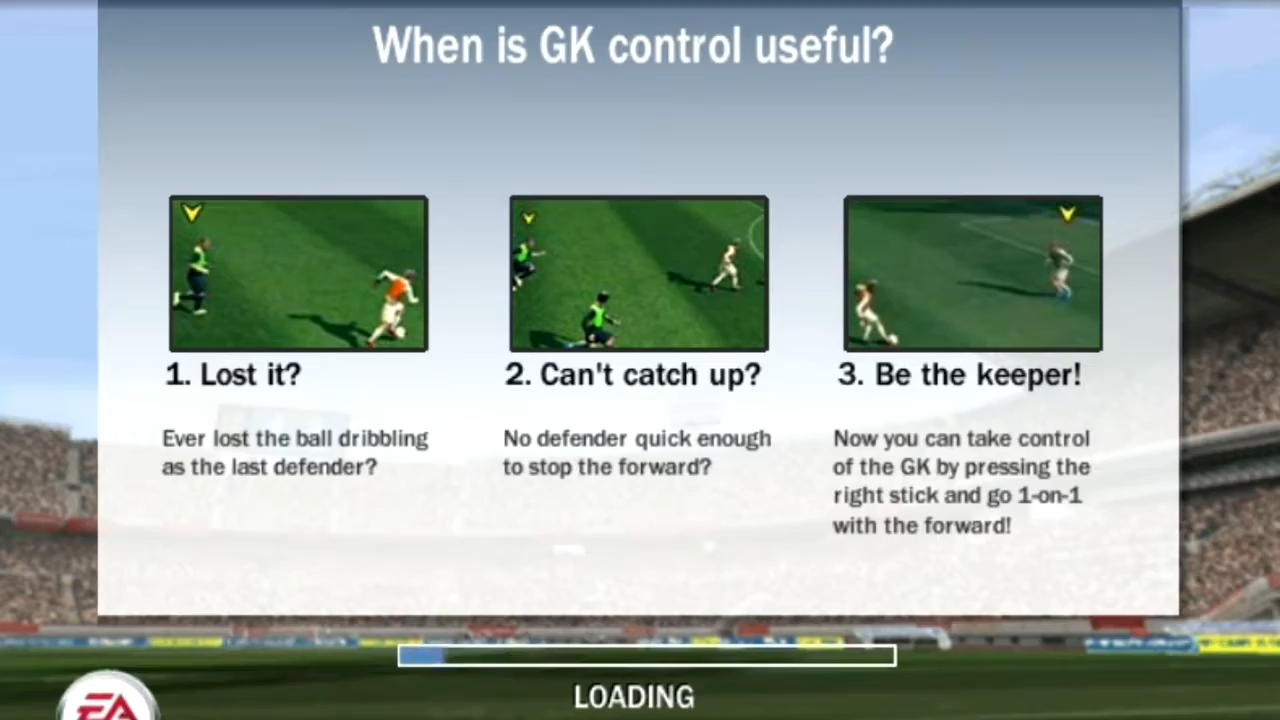 When is GK control useful?
1. Lost it?
Ever lost the ball dribbling
as the last defender?
2. Can't catch up?
No defender quick enough
to stop the forward?
3. Be the keeper!
Now you can take control
of the GK by pressing the
right stick and go 1-on-1
with the forward!
LOADING
EA